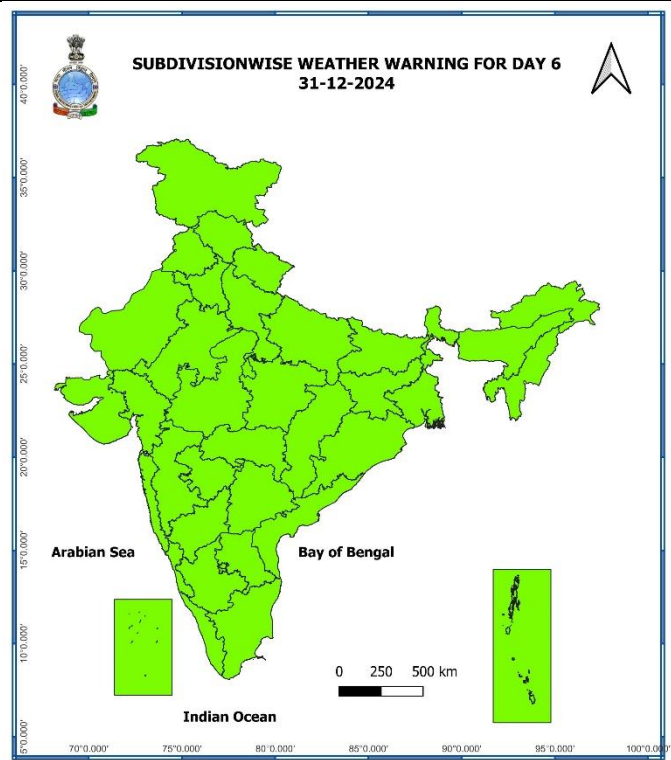 SUBDIVISIONWISE WEATHER WARNING FOR DAY 6
31-12-2024
40°0.000'
35°0.000'
30°0.000'
25°0.000'
20°0.000'
15°0.000'
10°0.000'
5°0.000'
Arabian Sea
Bay of Bengal
0 250 500 km
Indian Ocean
70°0.000' 75°0.000' 80°0.000' 85°0.000' 90°0.000' 95°0.000' 100°0.000'